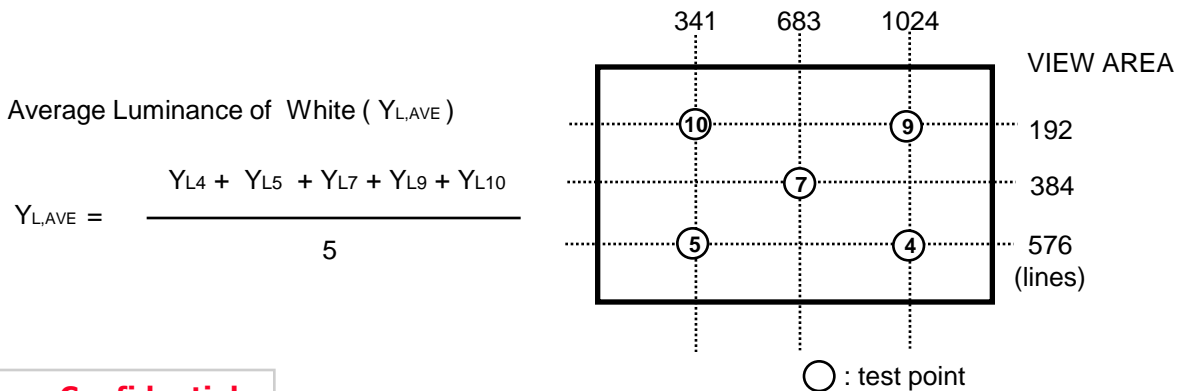 341 683 1024
VIEW AREA
Average Luminance of White ( YL,AVE )
10 9 192
YL4 + YL5 + YL7 + YL9 + YL10
7 384
YL,AVE =
5
5 4 576
(lines)
: test point